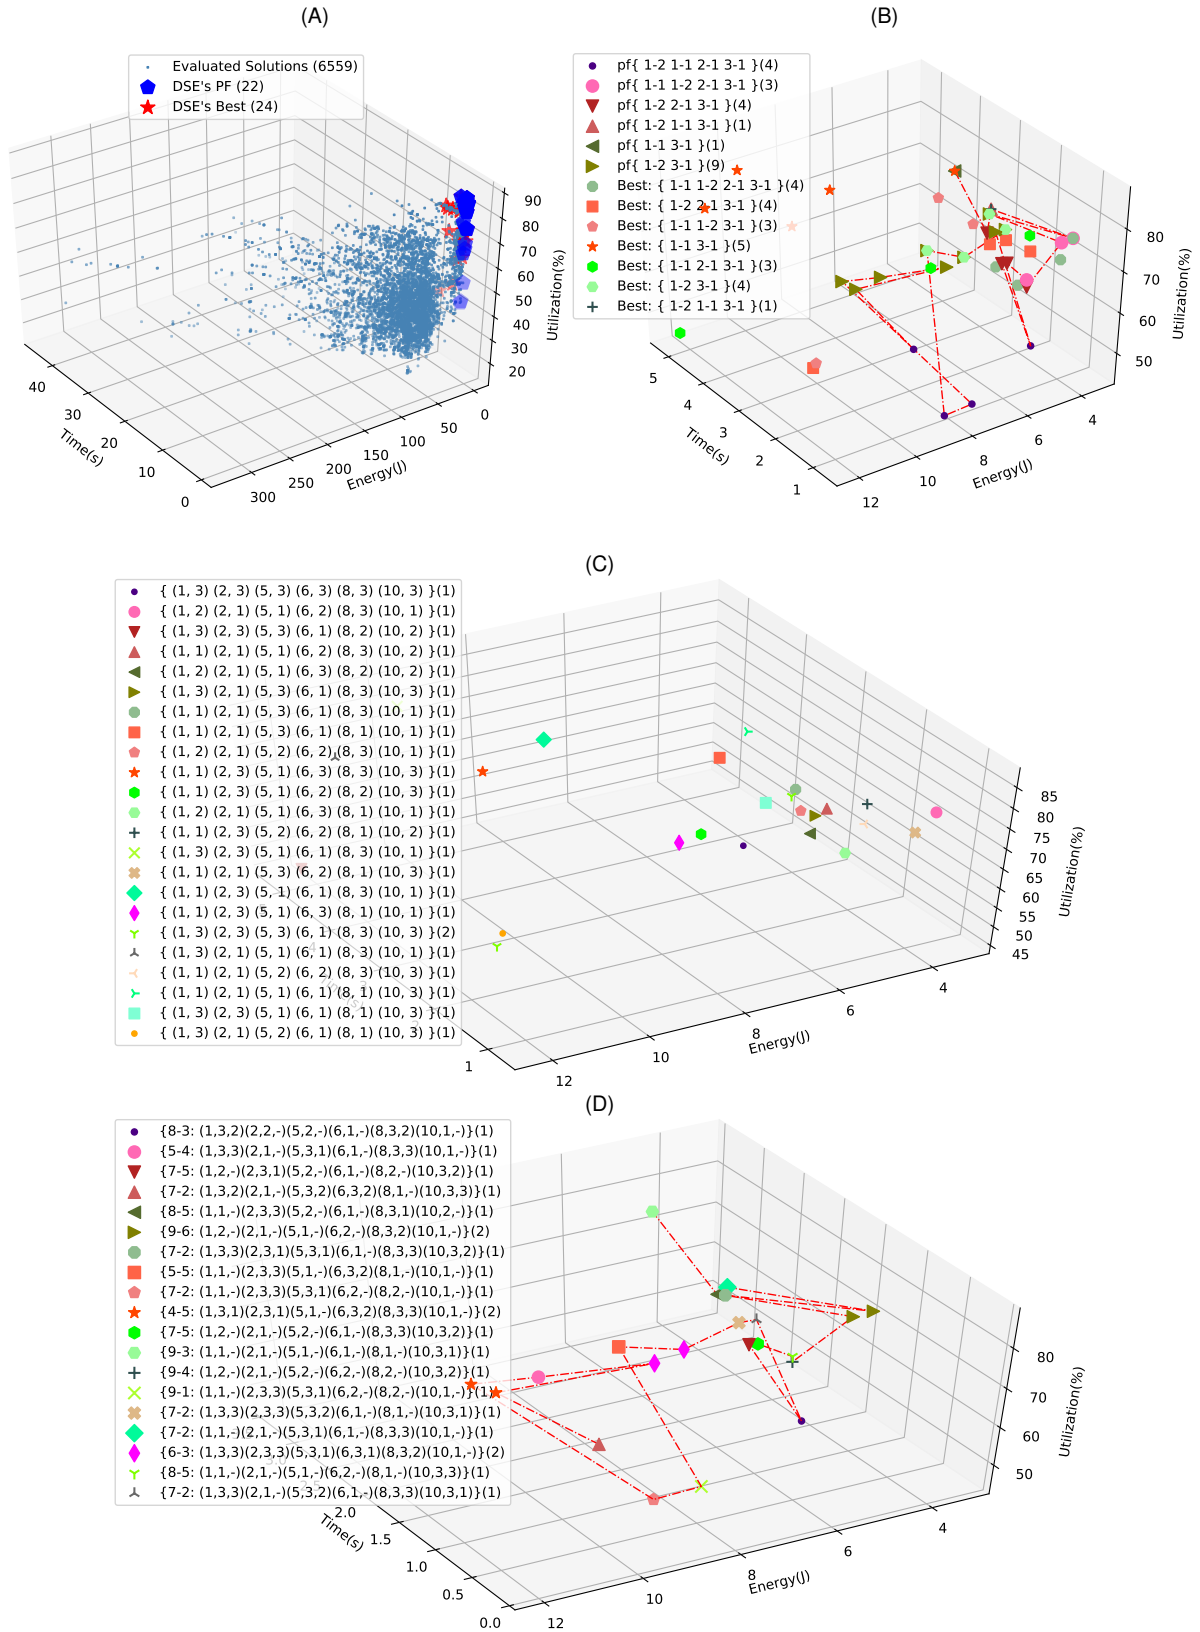 (A)
Evaluated Solutions (6559)
DSE's PF (22)
DSE's Best (24)
90
80
70
60
50
40
30
20
Utilization(%)
40
30
20
10
0
Time(s)
300
250
200
150
100
50
0
Energy(J)
(B)
pf{ 1-2 1-1 2-1 3-1 }(4)
pf{ 1-1 1-2 2-1 3-1 }(3)
pf{ 1-2 2-1 3-1 }(4)
pf{ 1-2 1-1 3-1 }(1)
pf{ 1-1 3-1 }(1)
pf{ 1-2 3-1 }(9)
Best: { 1-1 1-2 2-1 3-1 }(4)
Best: { 1-2 2-1 3-1 }(4)
Best: { 1-1 1-2 3-1 }(3)
Best: { 1-1 3-1 }(5)
Best: { 1-1 2-1 3-1 }(3)
Best: { 1-2 3-1 }(4)
Best: { 1-2 1-1 3-1 }(1)
80
70
60
50
Utilization(%)
5
4
3
2
1
Time(s)
12
10
8
6
4
Energy(J)
(C)
{ (1, 3) (2, 3) (5, 3) (6, 3) (8, 3) (10, 3) }(1)
{ (1, 2) (2, 1) (5, 1) (6, 2) (8, 3) (10, 1) }(1)
{ (1, 3) (2, 3) (5, 3) (6, 1) (8, 2) (10, 2) }(1)
{ (1, 1) (2, 1) (5, 1) (6, 2) (8, 3) (10, 2) }(1)
{ (1, 2) (2, 1) (5, 1) (6, 3) (8, 2) (10, 2) }(1)
{ (1, 3) (2, 1) (5, 3) (6, 1) (8, 3) (10, 3) }(1)
{ (1, 1) (2, 1) (5, 3) (6, 1) (8, 3) (10, 1) }(1)
{ (1, 1) (2, 1) (5, 3) (6, 1) (8, 1) (10, 1) }(1)
{ (1, 2) (2, 1) (5, 2) (6, 2) (8, 3) (10, 1) }(1)
{ (1, 1) (2, 3) (5, 1) (6, 3) (8, 3) (10, 3) }(1)
{ (1, 1) (2, 3) (5, 1) (6, 2) (8, 2) (10, 3) }(1)
{ (1, 2) (2, 1) (5, 1) (6, 3) (8, 1) (10, 1) }(1)
{ (1, 1) (2, 3) (5, 2) (6, 2) (8, 1) (10, 2) }(1)
{ (1, 3) (2, 3) (5, 1) (6, 1) (8, 3) (10, 1) }(1)
{ (1, 1) (2, 1) (5, 3) (6, 2) (8, 1) (10, 3) }(1)
{ (1, 1) (2, 3) (5, 1) (6, 1) (8, 3) (10, 1) }(1)
{ (1, 1) (2, 3) (5, 1) (6, 3) (8, 1) (10, 1) }(1)
{ (1, 3) (2, 3) (5, 3) (6, 1) (8, 3) (10, 3) }(2)
{ (1, 3) (2, 1) (5, 1) (6, 1) (8, 3) (10, 1) }(1)
{ (1, 1) (2, 1) (5, 2) (6, 2) (8, 3) (10, 3) }(1)
{ (1, 1) (2, 1) (5, 1) (6, 1) (8, 1) (10, 3) }(1)
{ (1, 3) (2, 3) (5, 1) (6, 1) (8, 1) (10, 3) }(1)
{ (1, 3) (2, 1) (5, 2) (6, 1) (8, 1) (10, 3) }(1)
85
80
75
70
65
60
55
50
45
Utilization(%)
4
1
Time(s)
12
10
8
6
4
Energy(J)
(D)
{8-3: (1,3,2)(2,2,-)(5,2,-)(6,1,-)(8,3,2)(10,1,-)}(1)
{5-4: (1,3,3)(2,1,-)(5,3,1)(6,1,-)(8,3,3)(10,1,-)}(1)
{7-5: (1,2,-)(2,3,1)(5,2,-)(6,1,-)(8,2,-)(10,3,2)}(1)
{7-2: (1,3,2)(2,1,-)(5,3,2)(6,3,2)(8,1,-)(10,3,3)}(1)
{8-5: (1,1,-)(2,3,3)(5,2,-)(6,1,-)(8,3,1)(10,2,-)}(1)
{9-6: (1,2,-)(2,1,-)(5,1,-)(6,2,-)(8,3,2)(10,1,-)}(2)
{7-2: (1,3,3)(2,3,1)(5,3,1)(6,1,-)(8,3,3)(10,3,2)}(1)
{5-5: (1,1,-)(2,3,3)(5,1,-)(6,3,2)(8,1,-)(10,1,-)}(1)
{7-2: (1,1,-)(2,3,3)(5,3,1)(6,2,-)(8,2,-)(10,1,-)}(1)
{4-5: (1,3,1)(2,3,1)(5,1,-)(6,3,2)(8,3,3)(10,1,-)}(2)
{7-5: (1,2,-)(2,1,-)(5,2,-)(6,1,-)(8,3,3)(10,3,2)}(1)
{9-3: (1,1,-)(2,1,-)(5,1,-)(6,1,-)(8,1,-)(10,3,1)}(1)
{9-4: (1,2,-)(2,1,-)(5,2,-)(6,2,-)(8,2,-)(10,3,2)}(1)
{9-1: (1,1,-)(2,3,3)(5,3,1)(6,2,-)(8,2,-)(10,1,-)}(1)
{7-2: (1,3,3)(2,3,3)(5,3,2)(6,1,-)(8,1,-)(10,3,1)}(1)
{7-2: (1,1,-)(2,1,-)(5,3,1)(6,1,-)(8,3,3)(10,1,-)}(1)
{6-3: (1,3,3)(2,3,3)(5,3,1)(6,3,1)(8,3,2)(10,1,-)}(2)
{8-5: (1,1,-)(2,1,-)(5,1,-)(6,2,-)(8,1,-)(10,3,3)}(1)
{7-2: (1,3,3)(2,1,-)(5,3,2)(6,1,-)(8,3,3)(10,3,1)}(1)
80
70
60
50
Utilization(%)
3.0
2.5
2.0
1.5
1.0
0.5
0.0
Time(s)
12
10
8
6
4
Energy(J)